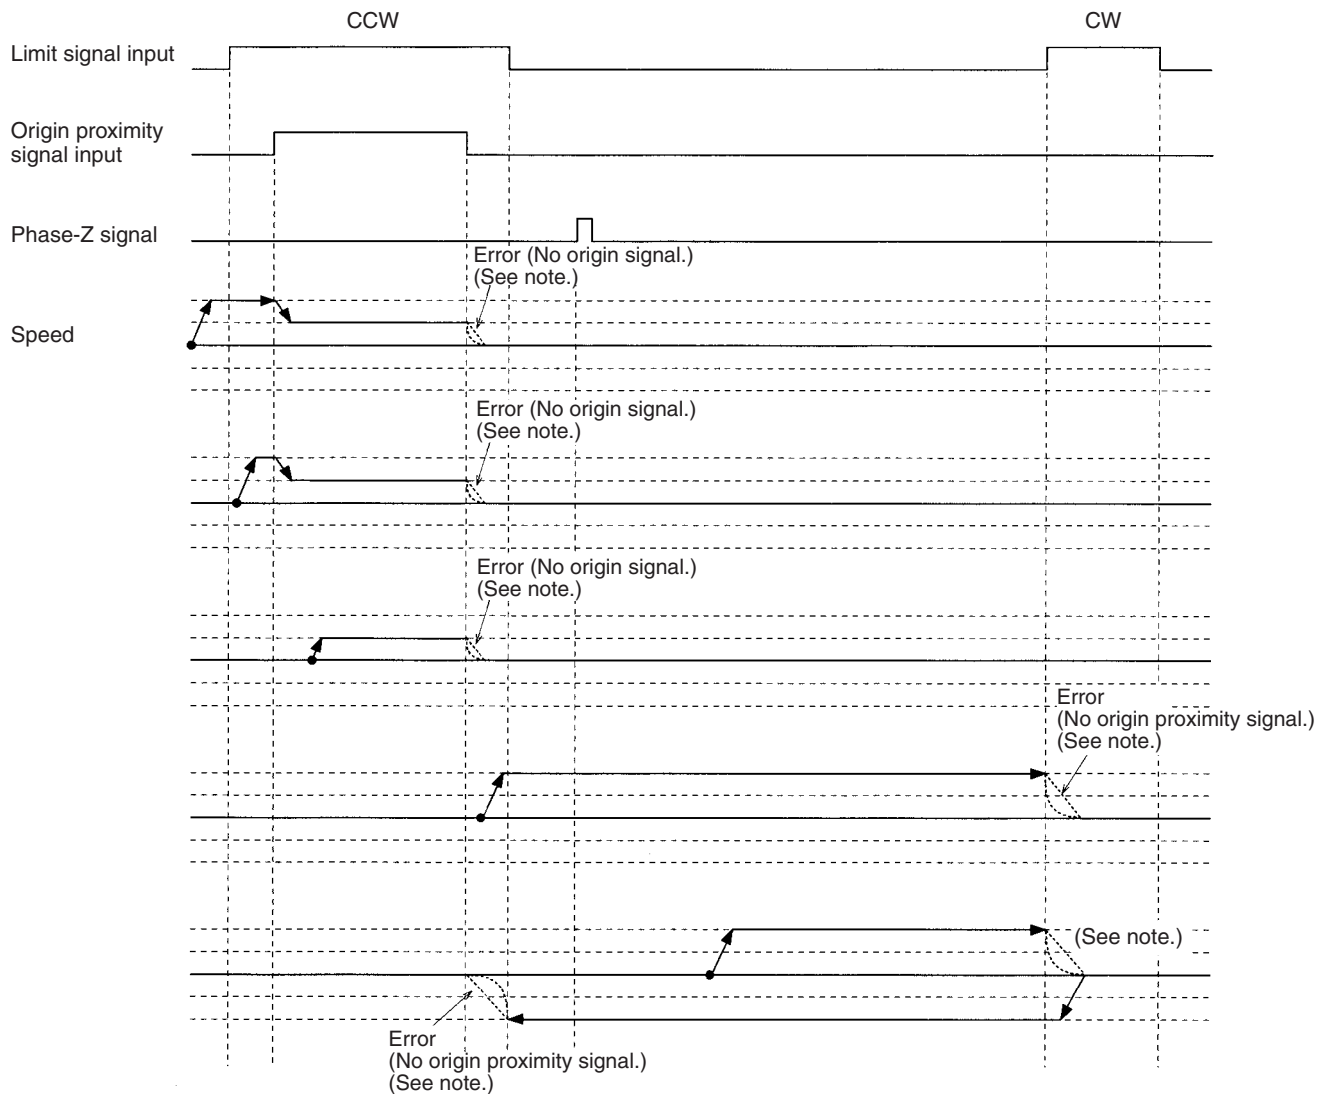 CCW
CW
Limit signal input
Origin proximity
signal input
Phase-Z signal
Error (No origin signal.)
(See note.)
Speed
Error (No origin signal.)
(See note.)
Error (No origin signal.)
(See note.)
Error
(No origin proximity signal.)
(See note.)
(See note.)
Error
(No origin proximity signal.)
(See note.)